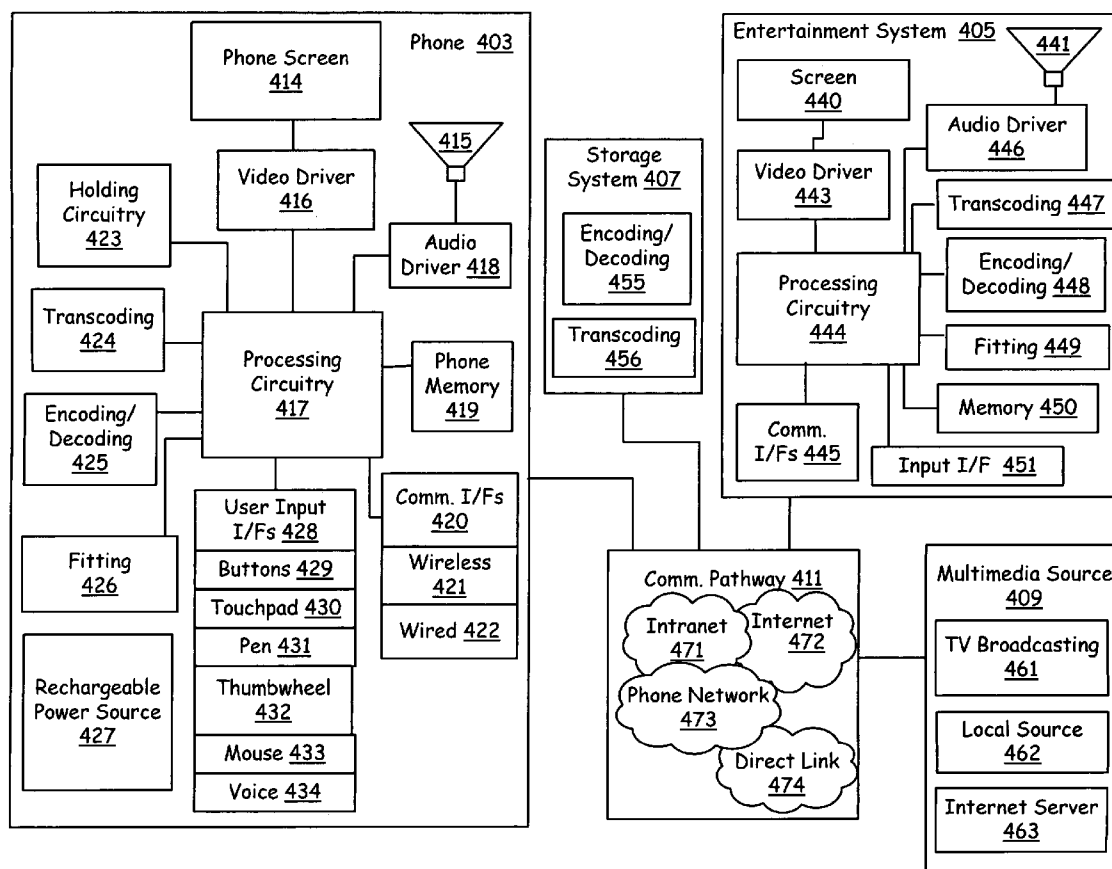 Phone 403
Phone Screen
414
415
Video Driver
416
Holding
Circuitry
423
Audio
Driver 418
Transcoding
424
Processing
Circuitry
417
Phone
Memory
419
Encoding/
Decoding
425
Fitting
426
Rechargeable
Power Source
427
User Input
I/Fs 428
Buttons 429
Touchpad 430
Pen 431
Thumbwheel
432
Mouse 433
Voice 434
Comm. I/Fs
420
Wireless
421
Wired 422
Storage
System 407
Encoding/
Decoding
455
Transcoding
456
Entertainment System 405
441
Screen
440
Audio Driver
446
Video Driver
443
Transcoding 447
Processing
Circuitry
444
Encoding/
Decoding 448
Fitting 449
Memory 450
Comm.
I/Fs 445
Input I/F 451
Comm. Pathway 411
Intranet
471
Internet
472
Phone Network
473
Direct Link
474
Multimedia Source
409
TV Broadcasting
461
Local Source
462
Internet Server
463